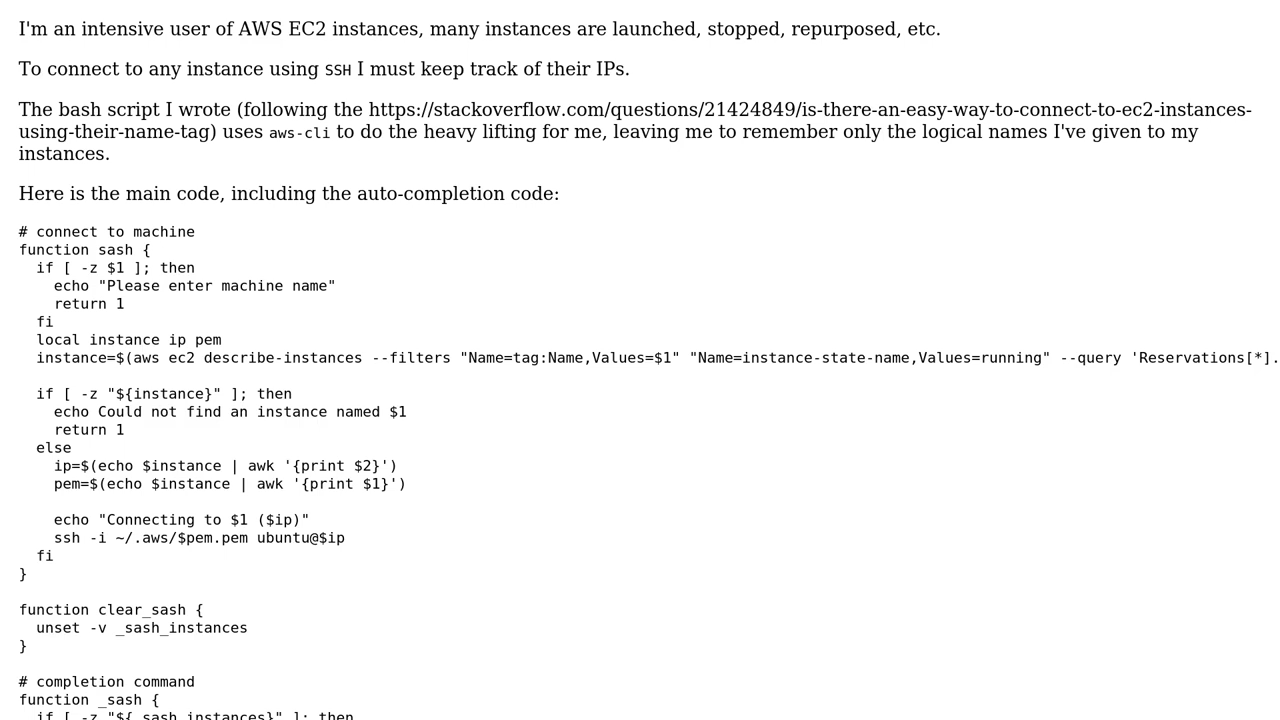 I'm an intensive user of AWS EC2 instances, many instances are launched, stopped, repurposed, etc.
To connect to any instance using SSH I must keep track of their IPs.
The bash script I wrote (following the https://stackoverflow.com/questions/21424849/is-there-an-easy-way-to-connect-to-ec2-instances-
using-their-name-tag) uses aws-cli to do the heavy lifting for me, leaving me to remember only the logical names I've given to my
instances.
Here is the main code, including the auto-completion code:
# connect to machine
function sash {
  if [ -z $1 ]; then
    echo "Please enter machine name"
    return 1
  fi
  local instance ip pem
  instance=$(aws ec2 describe-instances --filters "Name=tag:Name,Values=$1" "Name=instance-state-name,Values=running" --query 'Reservations[*].
  if [ -z "${instance}" ]; then
    echo Could not find an instance named $1
    return 1
  else
    ip=$(echo $instance | awk '{print $2}')
    pem=$(echo $instance | awk '{print $1}')
    echo "Connecting to $1 ($ip)"
    ssh -i ~/.aws/$pem.pem ubuntu@$ip
  fi
}
function clear_sash {
  unset -v _sash_instances
}
# completion command
function _sash {
  if [ -z "${_sash_instances}" ]; then